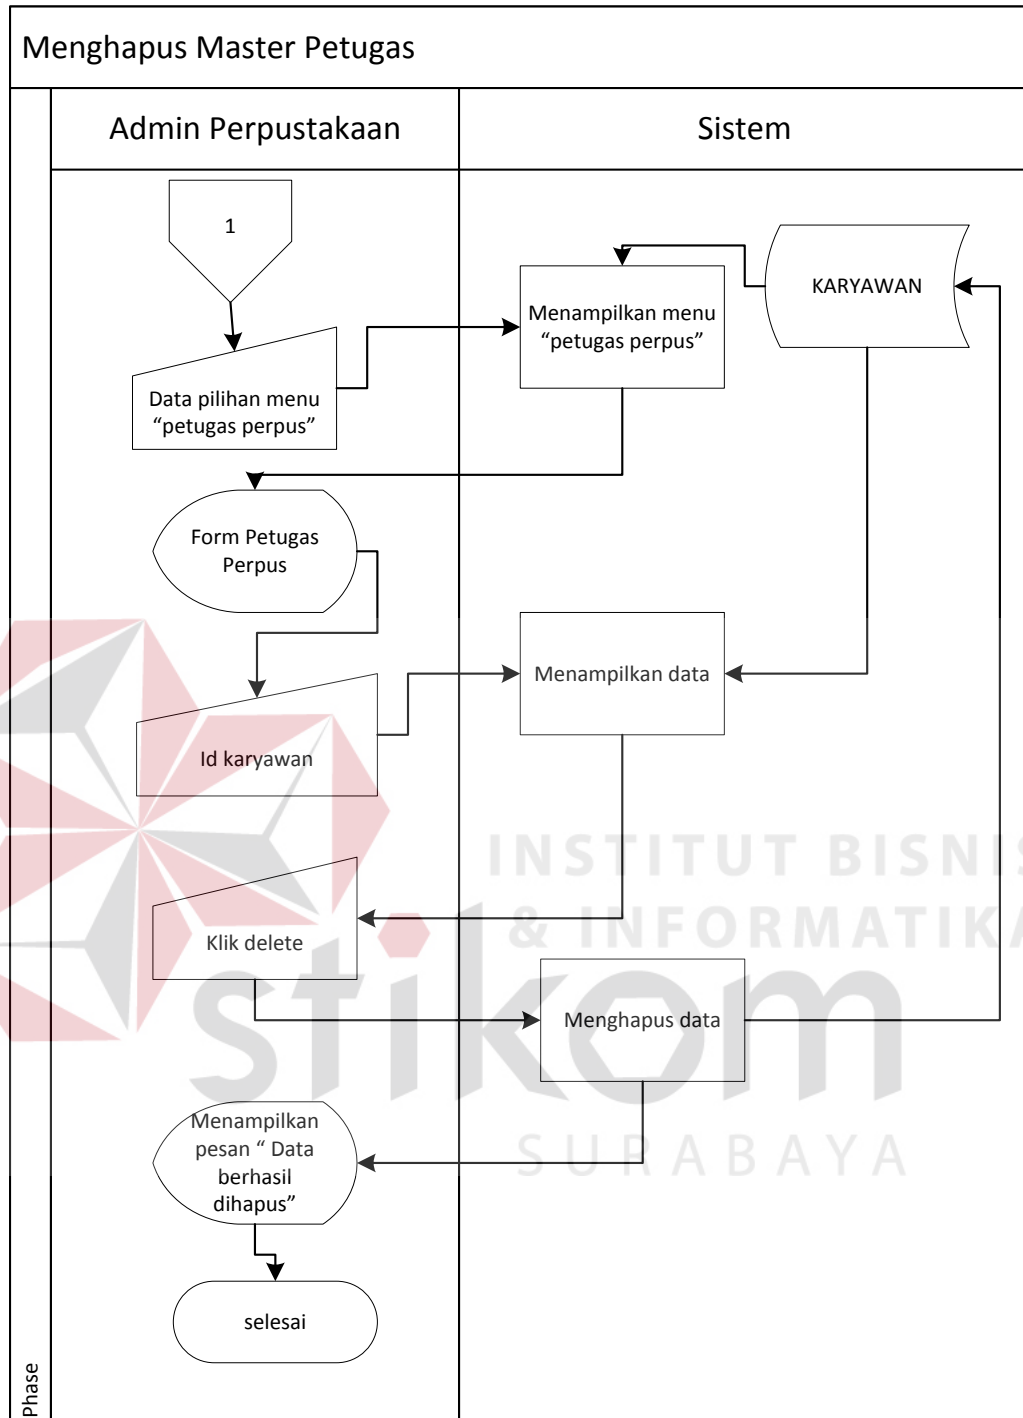 Menghapus Master Petugas
Admin Perpustakaan
Sistem
1
KARYAWAN
Menampilkan menu
“petugas perpus”
Data pilihan menu
“petugas perpus”
Form Petugas
Perpus
Menampilkan data
Id karyawan
INSTITUT BISNIS
& INFORMATIKA
Klik delete
stikom
Menghapus data
Menampilkan
pesan “ Data
berhasil
dihapus”
SURABAYA
selesai
Phase